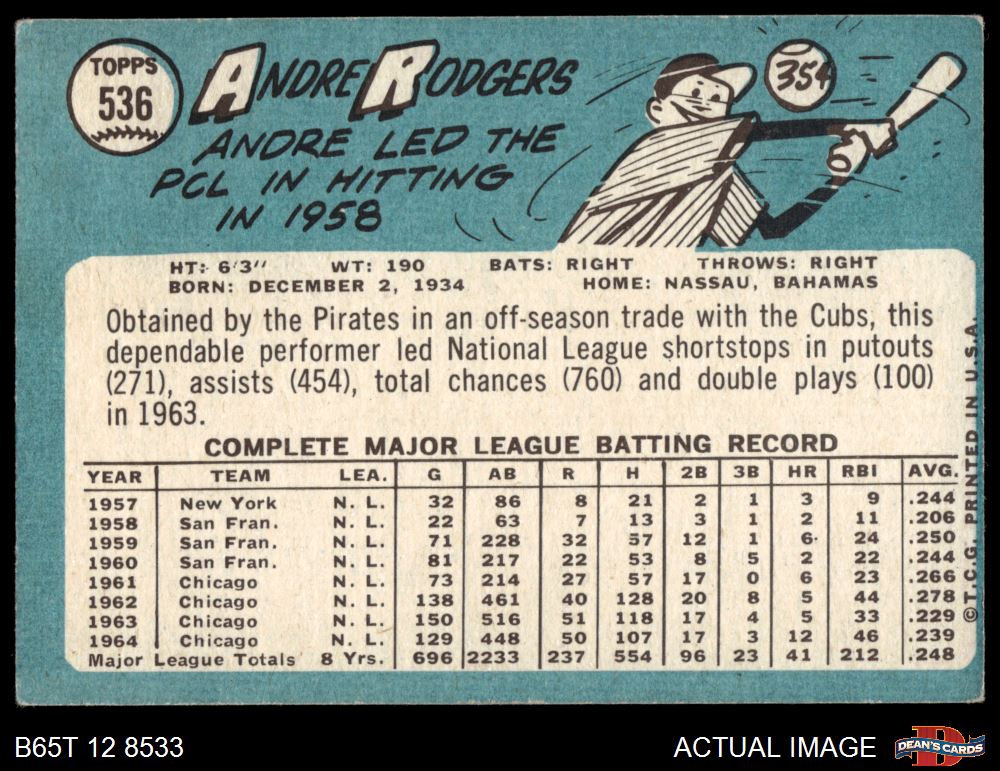 TOPPS
536
ANDRE RODGERS
ANDRE LED THE
PCL IN HITTING
IN 1958
354
HT: 6'3" WT: 190 BATS: RIGHT THROWS: RIGHT
BORN: DECEMBER 2, 1934 HOME: NASSAU, BAHAMAS
Obtained by the Pirates in an off-season trade with the Cubs, this
dependable performer led National League shortstops in putouts
(271), assists (454), total chances (760) and double plays (100)
in 1963.
COMPLETE MAJOR LEAGUE BATTING RECORD
YEAR TEAM LEA. G AB R H 2B 3B HR RBI AVG.
1957 New York N. L. 32 86 8 21 2 1 3 9 .244
1958 San Fran. N. L. 22 63 7 13 3 1 2 11 .206
1959 San Fran. N. L. 71 228 32 57 12 1 6 24 .250
1960 San Fran. N. L. 81 217 22 53 8 5 2 22 .244
1961 Chicago N. L. 73 214 27 57 17 0 6 23 .266
1962 Chicago N. L. 138 461 40 128 20 8 5 44 .278
1963 Chicago N. L. 150 516 51 118 17 4 5 33 .229
1964 Chicago N. L. 129 448 50 107 17 3 12 46 .239
Major League Totals 8 Yrs. 696 2233 237 554 96 23 41 212 .248
©T.C.G. PRINTED IN U.S.A.
B65T 12 8533
ACTUAL IMAGE
D
DEAN'S CARDS